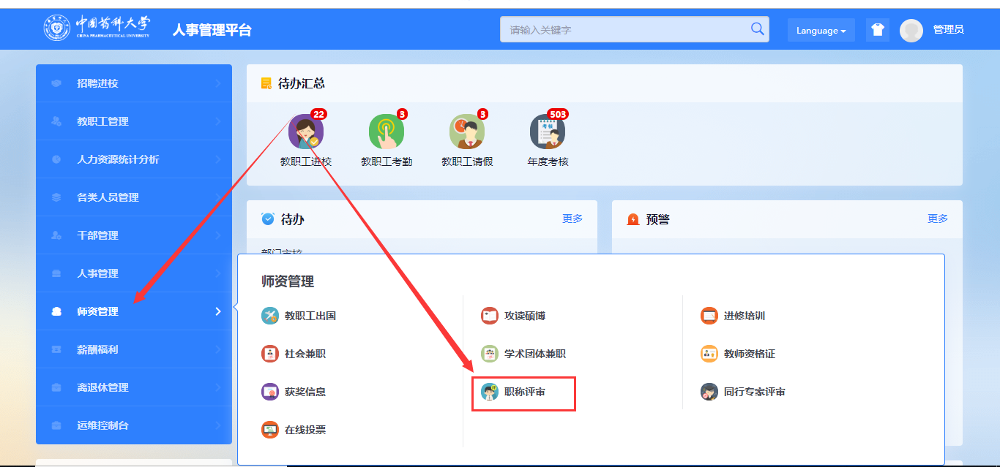 中国药科大学
CHINA PHARMACEUTICAL UNIVERSITY
人事管理平台
请输入关键字
Language
管理员
招聘进校
教职工管理
人力资源统计分析
各类人员管理
干部管理
人事管理
师资管理
薪酬福利
离退休管理
运维控制台
待办汇总
22
3
3
考核
503
教职工进校
教职工考勤
教职工请假
年度考核
待办
更多
预警
更多
部门审核
师资管理
教职工出国
攻读硕博
进修培训
社会兼职
学术团体兼职
教师资格证
获奖信息
职称评审
同行专家评审
在线投票